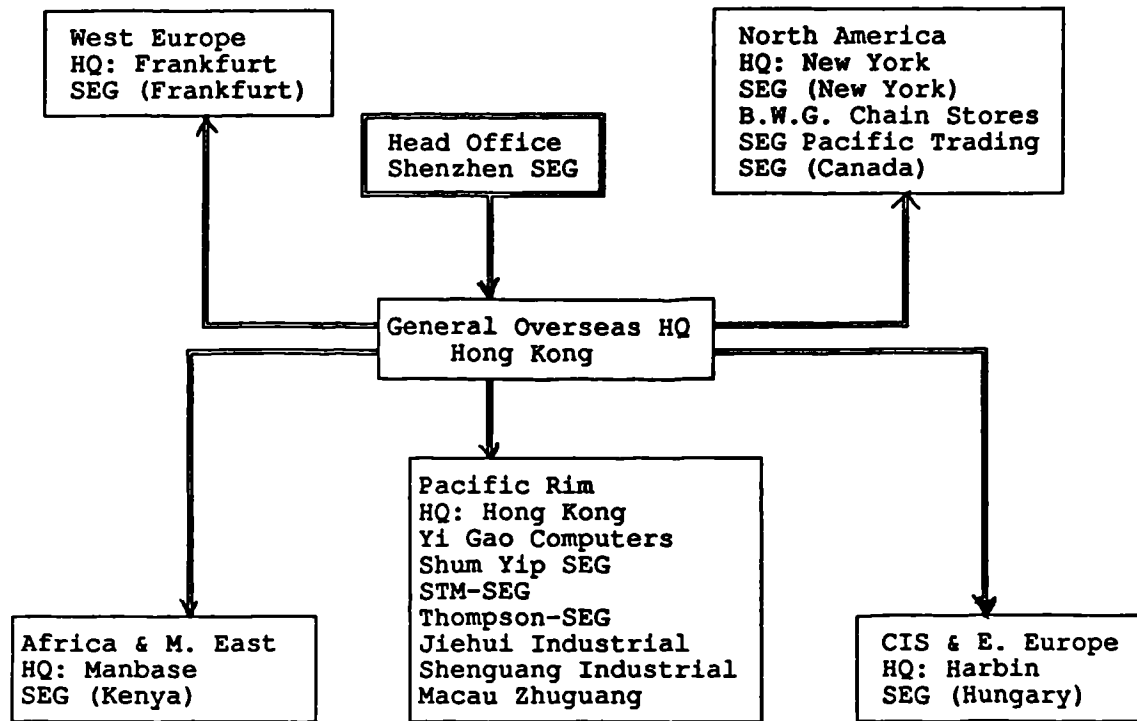 West Europe
HQ: Frankfurt
SEG (Frankfurt)
North America
HQ: New York
SEG (New York)
B.W.G. Chain Stores
SEG Pacific Trading
SEG (Canada)
Head Office
Shenzhen SEG
General Overseas HQ
Hong Kong
Pacific Rim
HQ: Hong Kong
Yi Gao Computers
Shum Yip SEG
STM-SEG
Thompson-SEG
Jiehui Industrial
Shenguang Industrial
Macau Zhuguang
Africa & M. East
HQ: Manbase
SEG (Kenya)
CIS & E. Europe
HQ: Harbin
SEG (Hungary)